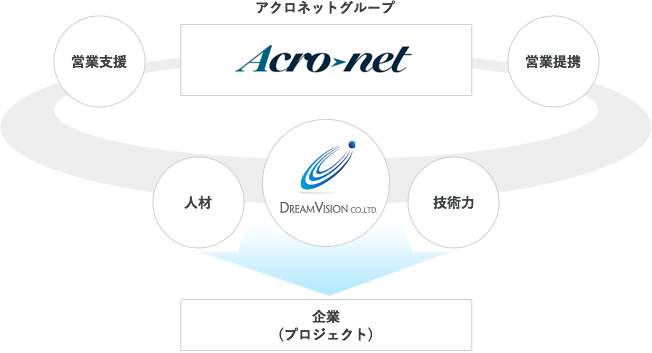 アクロネットグループ
営業支援
Acro-net
営業提携
人材
DREAMVISION CO.,LTD.
技術力
企業
（プロジェクト）